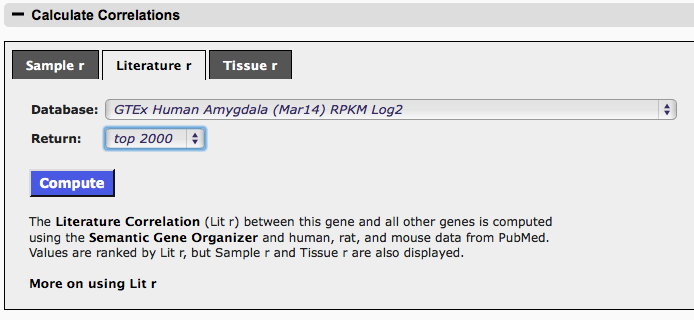 Calculate Correlations
Sample r Literature r Tissue r
Database: GTEx Human Amygdala (Mar14) RPKM Log2
Return: top 2000
Compute
The Literature Correlation (Lit r) between this gene and all other genes is computed
using the Semantic Gene Organizer and human, rat, and mouse data from PubMed.
Values are ranked by Lit r, but Sample r and Tissue r are also displayed.
More on using Lit r